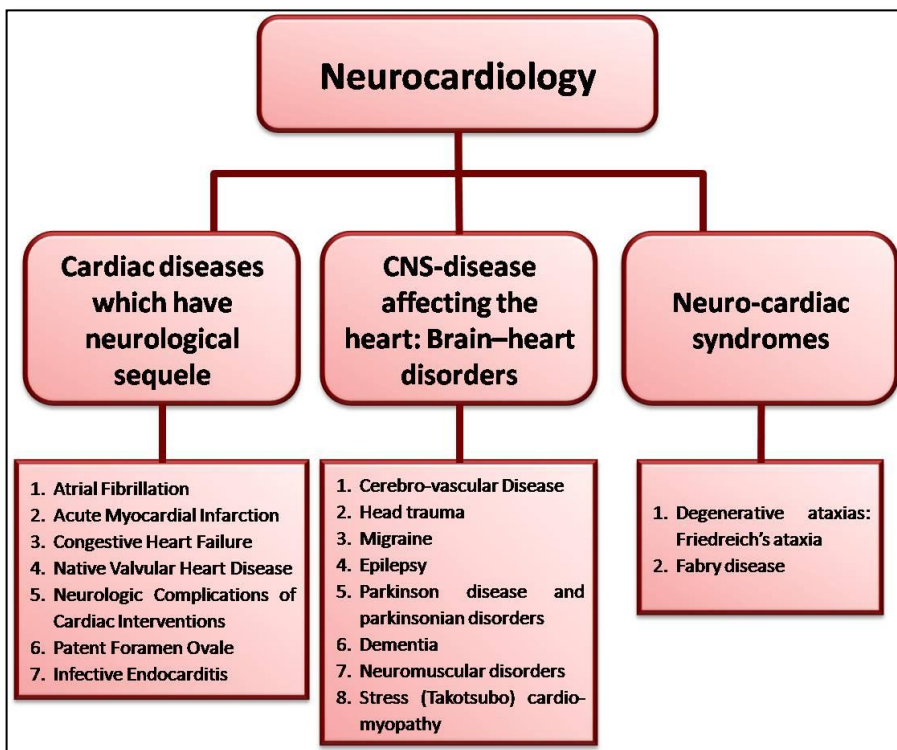 Neurocardiology
Cardiac diseases
which have
neurological
sequele
CNS-disease
affecting the
heart: Brain–heart
disorders
Neuro-cardiac
syndromes
1. Atrial Fibrillation
2. Acute Myocardial Infarction
3. Congestive Heart Failure
4. Native Valvular Heart Disease
5. Neurologic Complications of
Cardiac Interventions
6. Patent Foramen Ovale
7. Infective Endocarditis
1. Cerebro-vascular Disease
2. Head trauma
3. Migraine
4. Epilepsy
5. Parkinson disease and
parkinsonian disorders
6. Dementia
7. Neuromuscular disorders
8. Stress (Takotsubo) cardio-
myopathy
1. Degenerative ataxias:
Friedreich's ataxia
2. Fabry disease